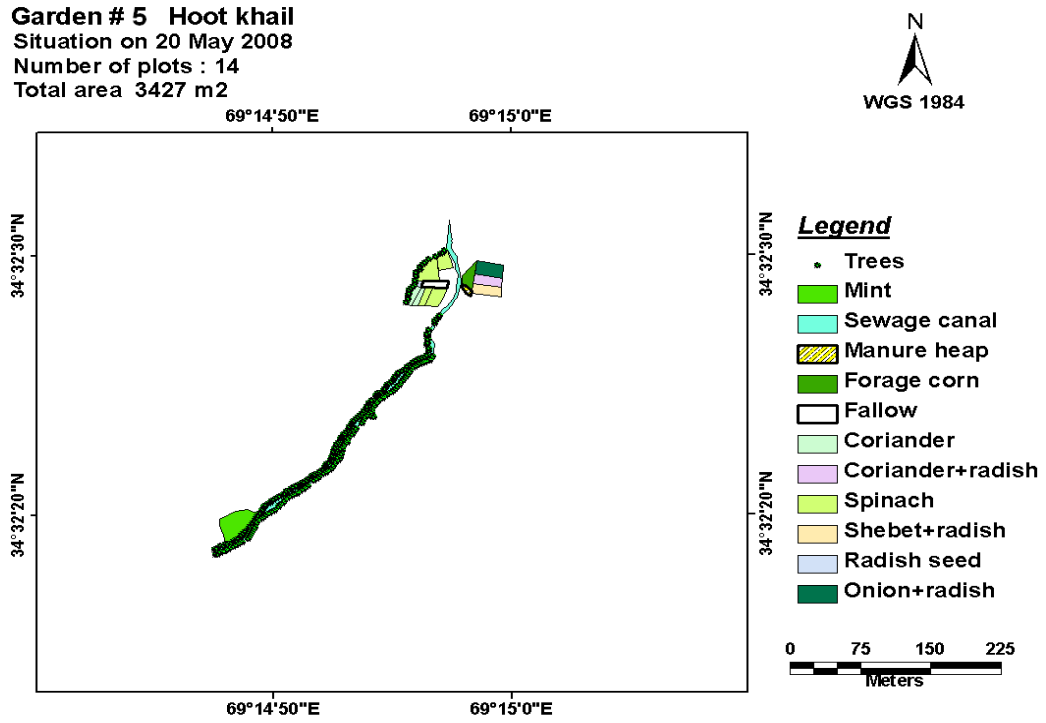 Garden # 5 Hoot khail
Situation on 20 May 2008
Number of plots : 14
Total area 3427 m2
N
WGS 1984
69°14'50"E
69°15'0"E
34°32'30"N
34°32'30"N
34°32'20"N
34°32'20"N
69°14'50"E
69°15'0"E
Legend
Trees
Mint
Sewage canal
Manure heap
Forage corn
Fallow
Coriander
Coriander+radish
Spinach
Shebet+radish
Radish seed
Onion+radish
0 75 150 225
Meters